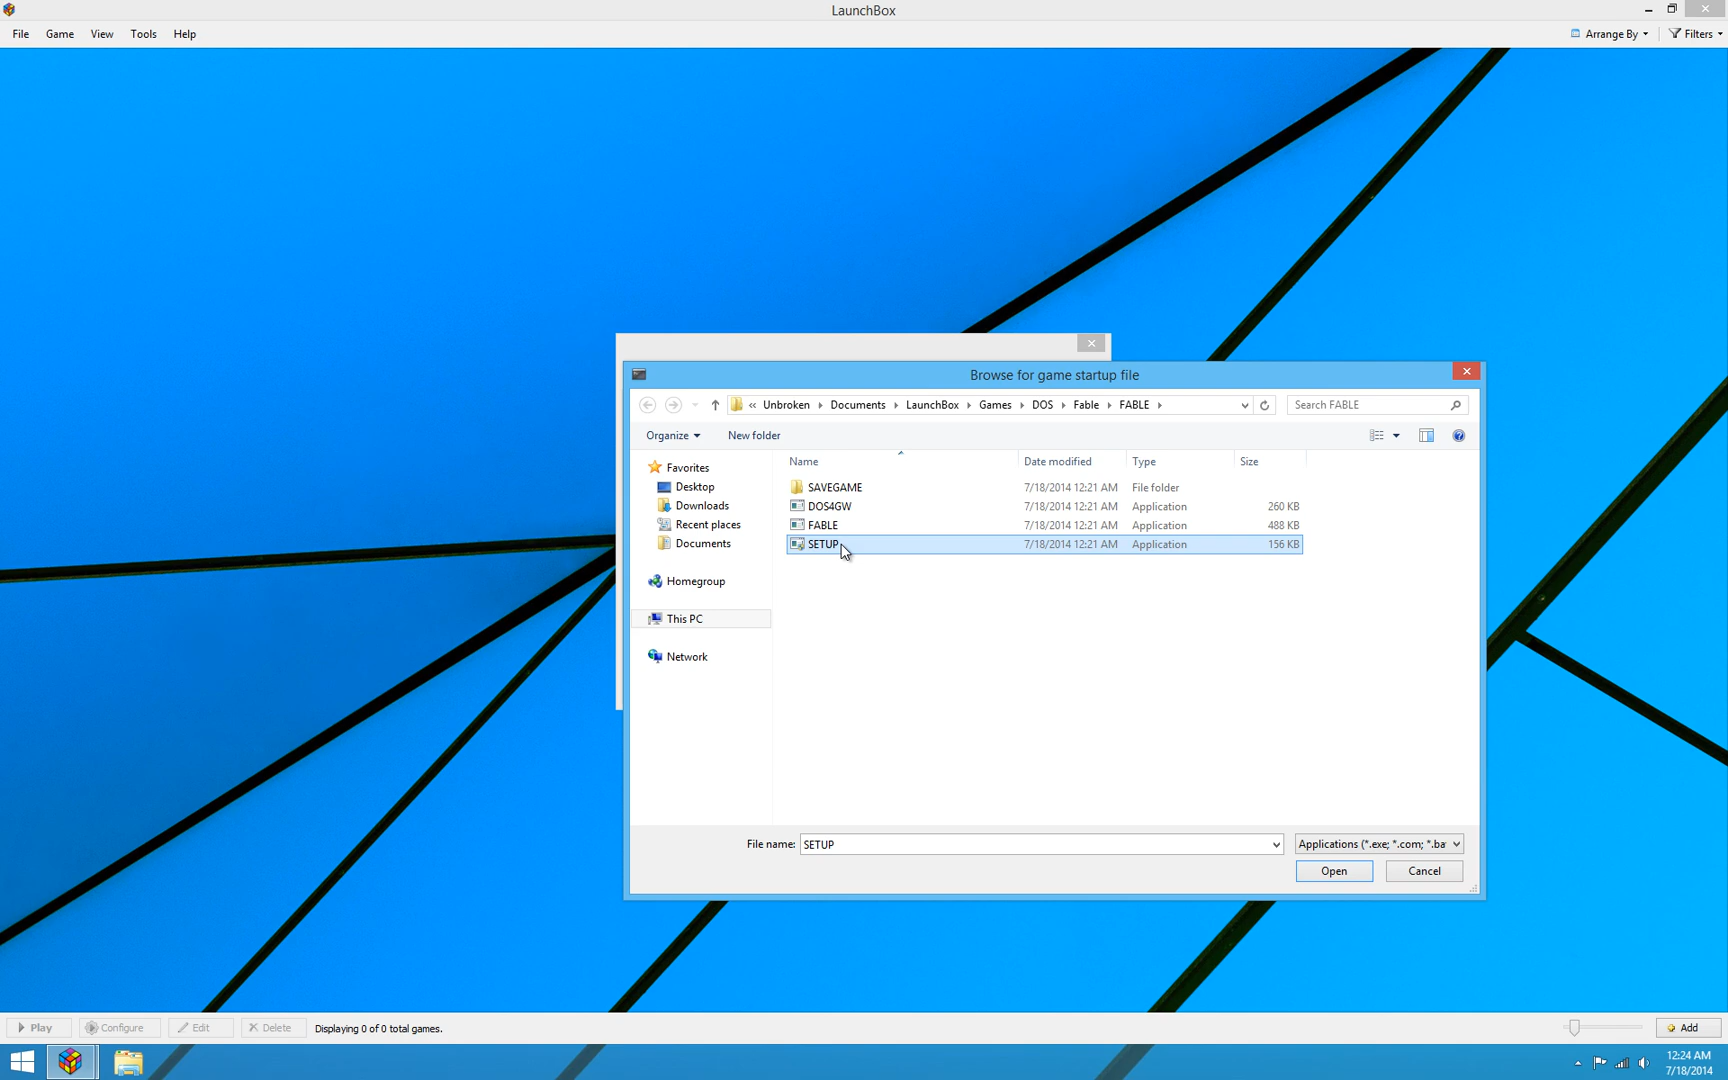 LaunchBox
File Game View Tools Help Arrange By Filters
Browse for game startup file
« Unbroken Documents LaunchBox Games DOS Fable FABLE Search FABLE
Organize New folder
Name Date modified Type Size
Favorites
Desktop
Downloads
Recent places
Documents
Homegroup
This PC
Network
SAVEGAME 7/18/2014 12:21 AM File folder
DOS4GW 7/18/2014 12:21 AM Application 260 KB
FABLE 7/18/2014 12:21 AM Application 488 KB
SETUP 7/18/2014 12:21 AM Application 156 KB
File name: SETUP Applications (*.exe; *.com; *.ba
Open Cancel
Play Configure Edit Delete Displaying 0 of 0 total games. Add
12:24 AM
7/18/2014